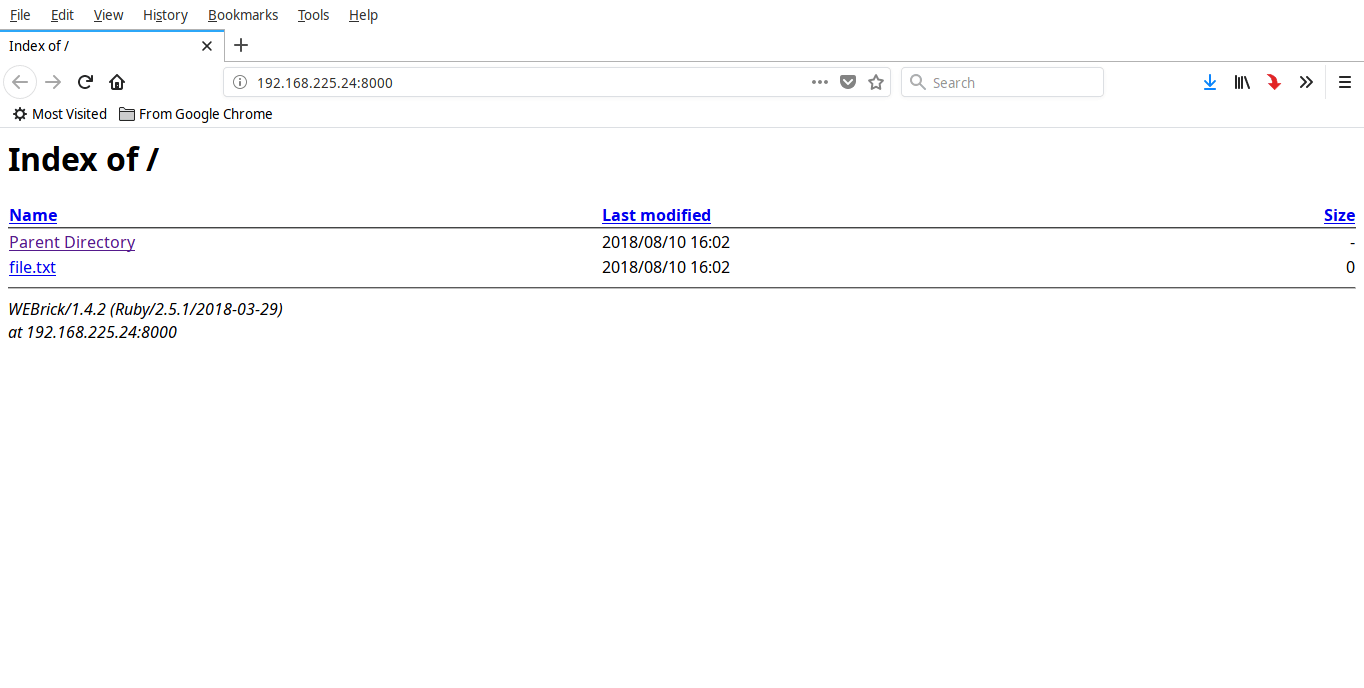 File Edit View History Bookmarks Tools Help
Index of /
192.168.225.24:8000 Search
Most Visited From Google Chrome
Index of /
Name Last modified Size
Parent Directory 2018/08/10 16:02 -
file.txt 2018/08/10 16:02 0
WEBrick/1.4.2 (Ruby/2.5.1/2018-03-29)
at 192.168.225.24:8000